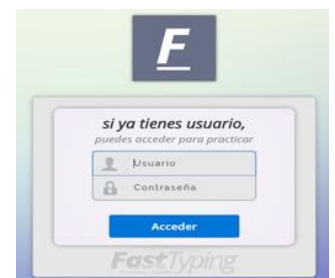 F
si ya tienes usuario,
puedes acceder para practicar
Usuario
Contraseña
Acceder
FastTyping